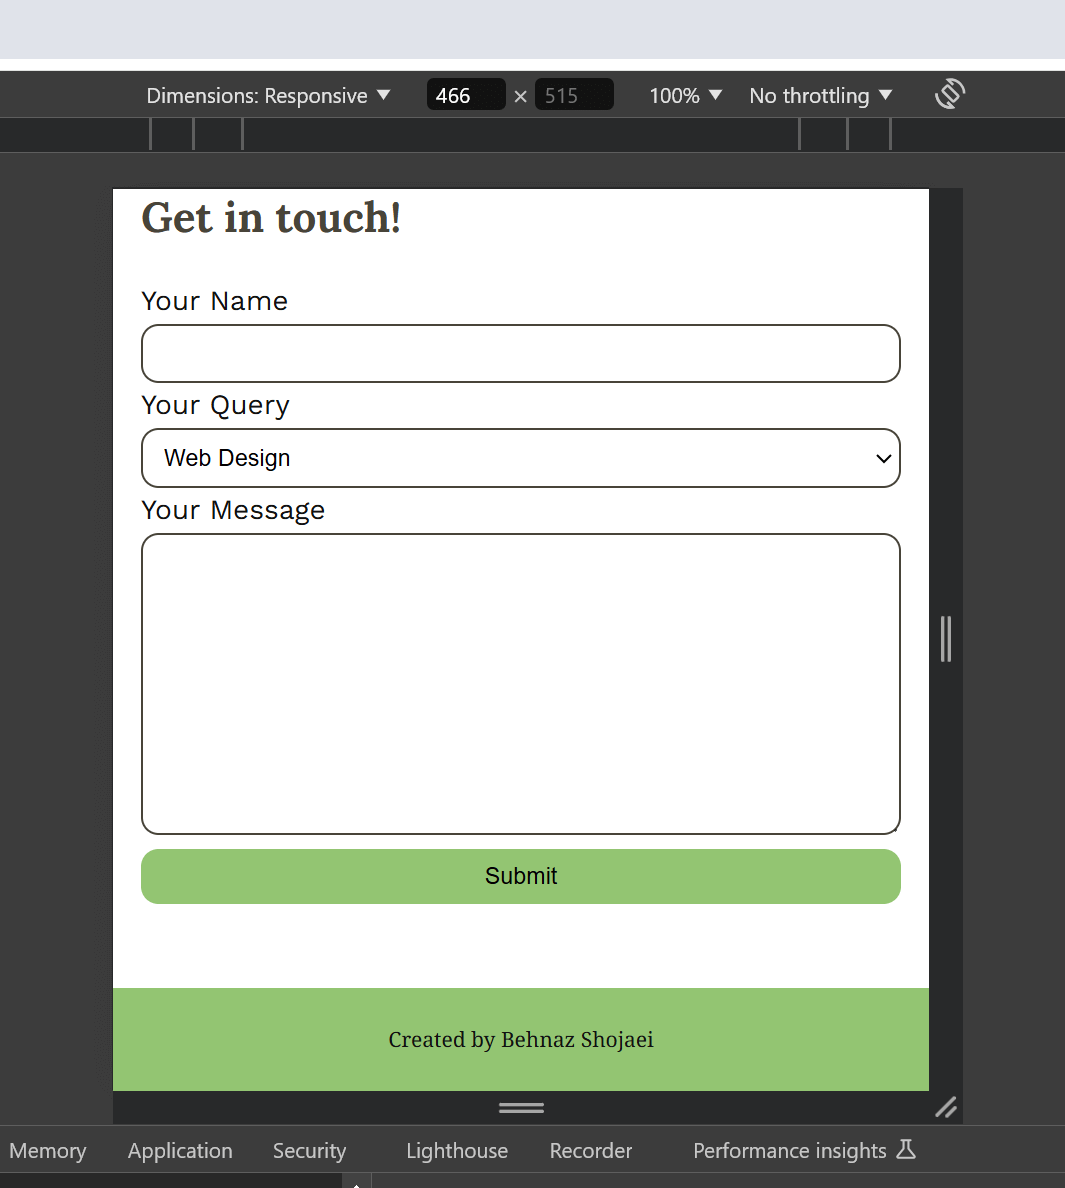 Dimensions: Responsive ▼ 466 × 515 100% ▼ No throttling ▼
Get in touch!
Your Name
Your Query
Web Design
Your Message
Submit
Created by Behnaz Shojaei
Memory Application Security Lighthouse Recorder Performance insights